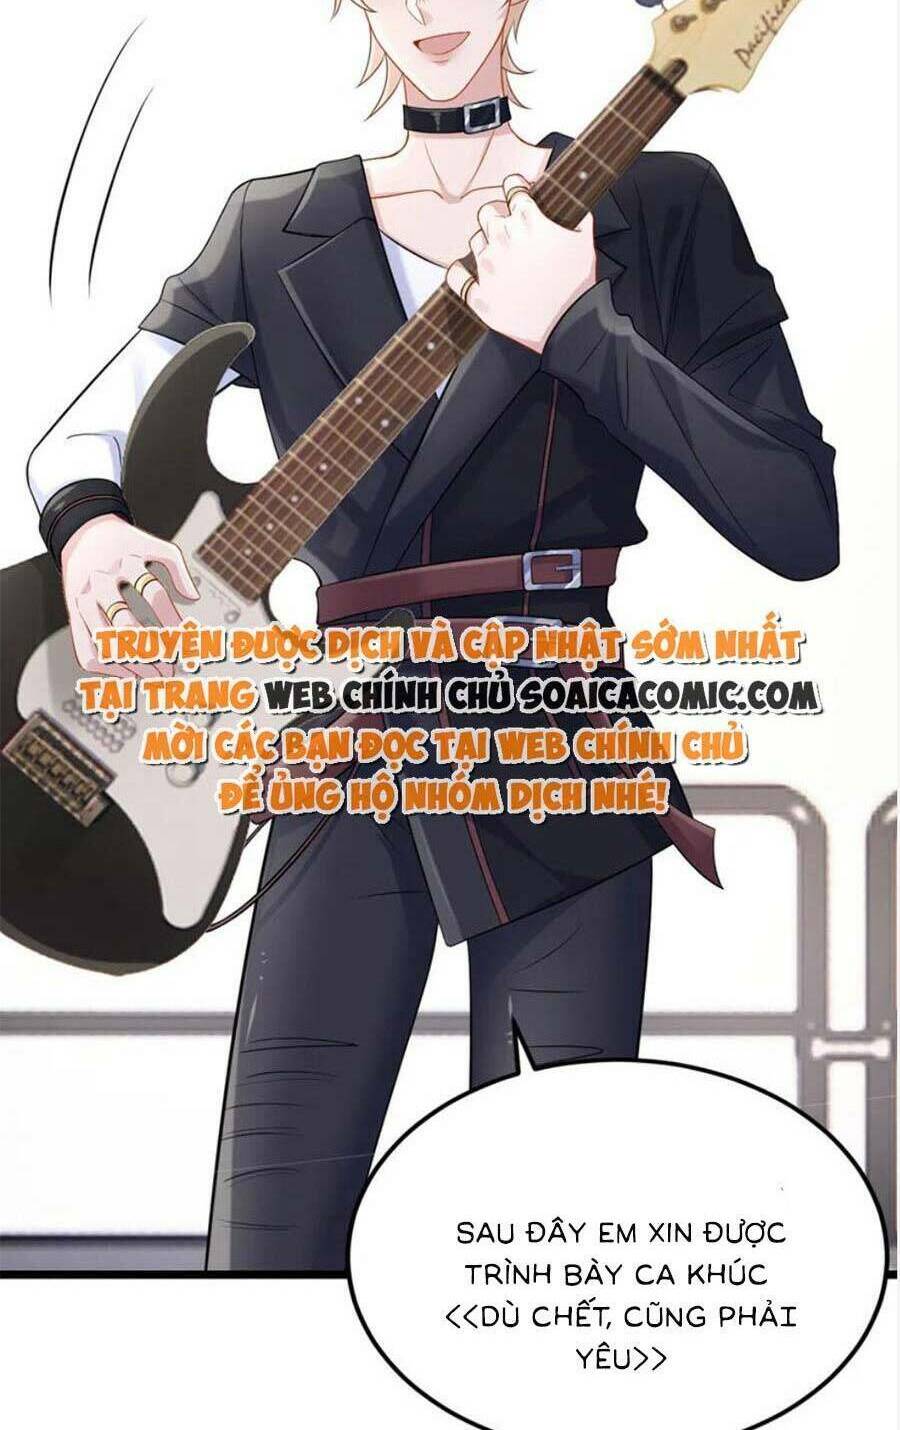 Pacifica
TRUYỆN ĐƯỢC DỊCH VÀ CẬP NHẬT SỚM NHẤT
TẠI TRANG WEB CHÍNH CHỦ SOAICACOMIC.COM
MỜI CÁC BẠN ĐỌC TẠI WEB CHÍNH CHỦ
ĐỂ ỦNG HỘ NHÓM DỊCH NHÉ!
SAU ĐÂY EM XIN ĐƯỢC
TRÌNH BÀY CA KHÚC
<<DÙ CHẾT, CŨNG PHẢI
YÊU>>